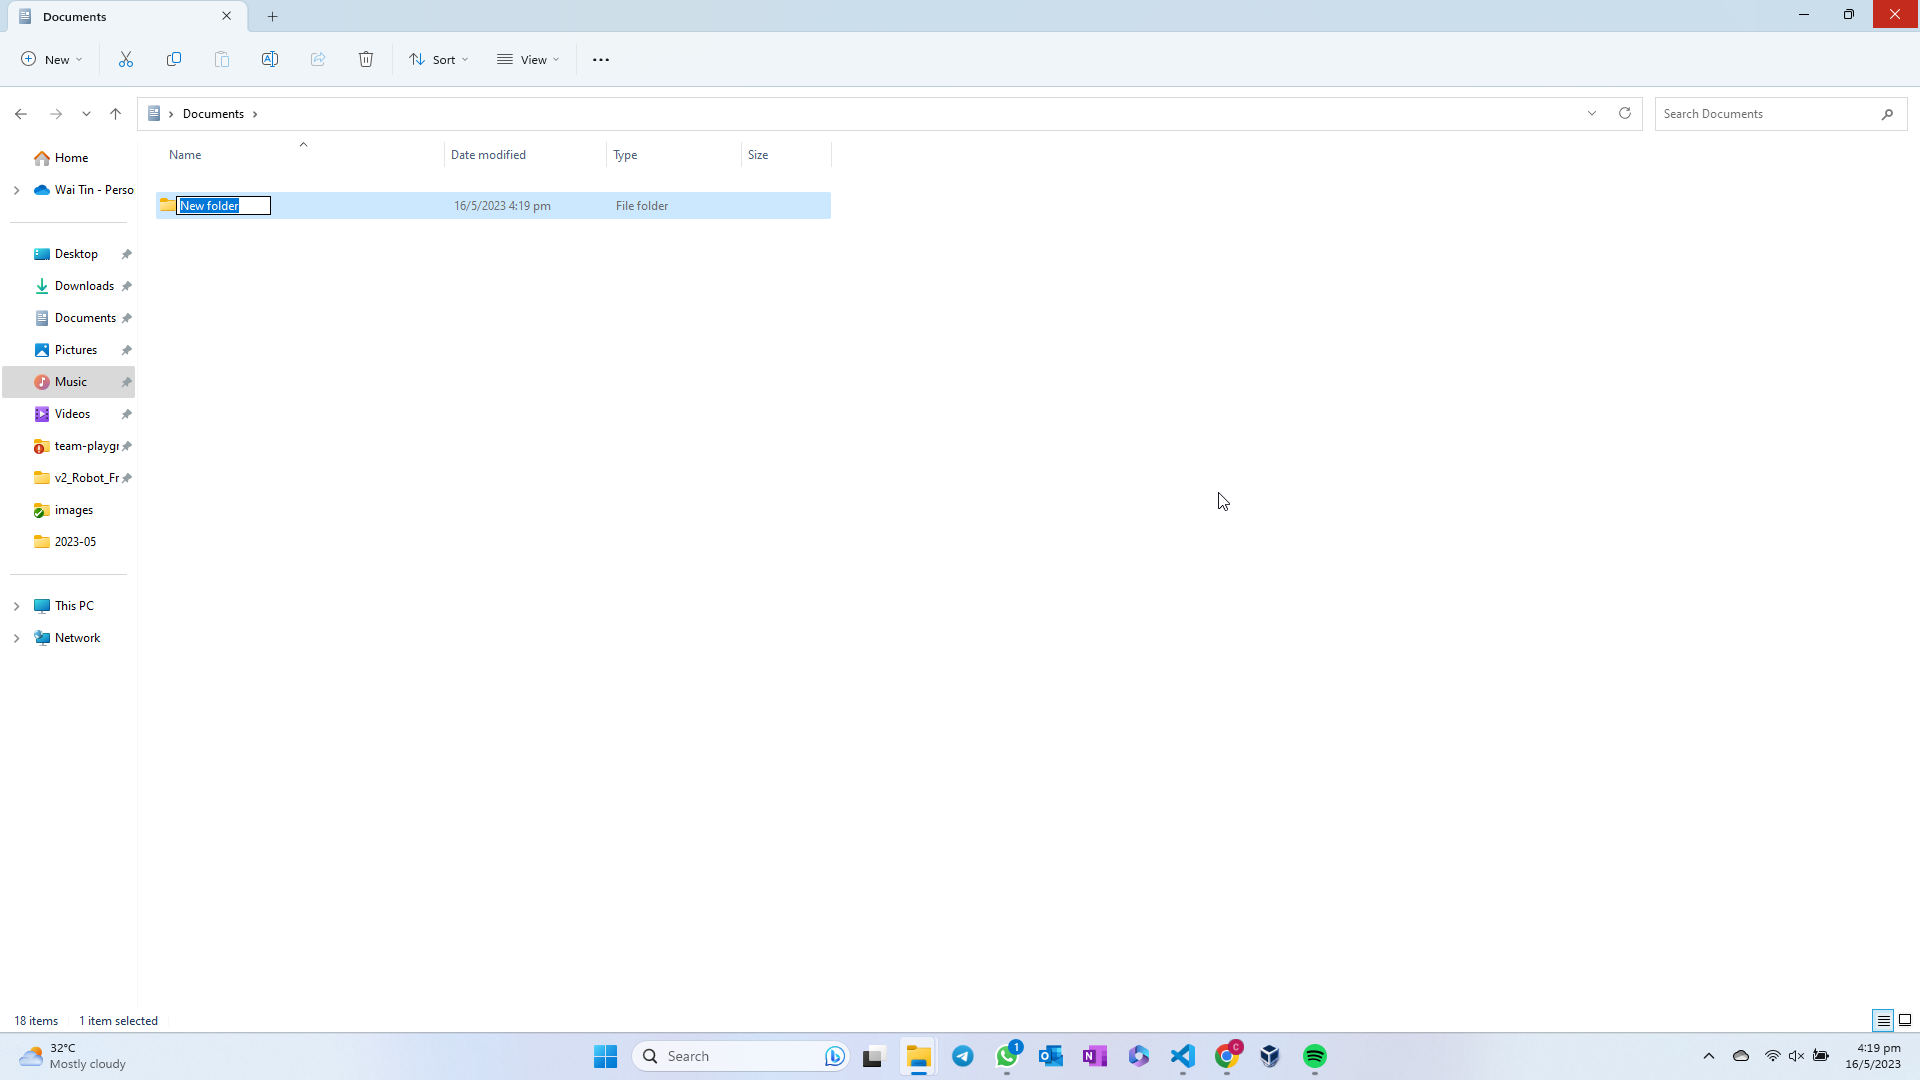 Documents
New
Sort
View
Documents
Search Documents
Name
Date modified
Type
Size
New folder
16/5/2023 4:19 pm
File folder
Home
Wai Tin - Perso
Desktop
Downloads
Documents
Pictures
Music
Videos
team-playgr
v2_Robot_Fr
images
2023-05
This PC
Network
18 items
1 item selected
32°C
Mostly cloudy
Search
1
C
4:19 pm
16/5/2023